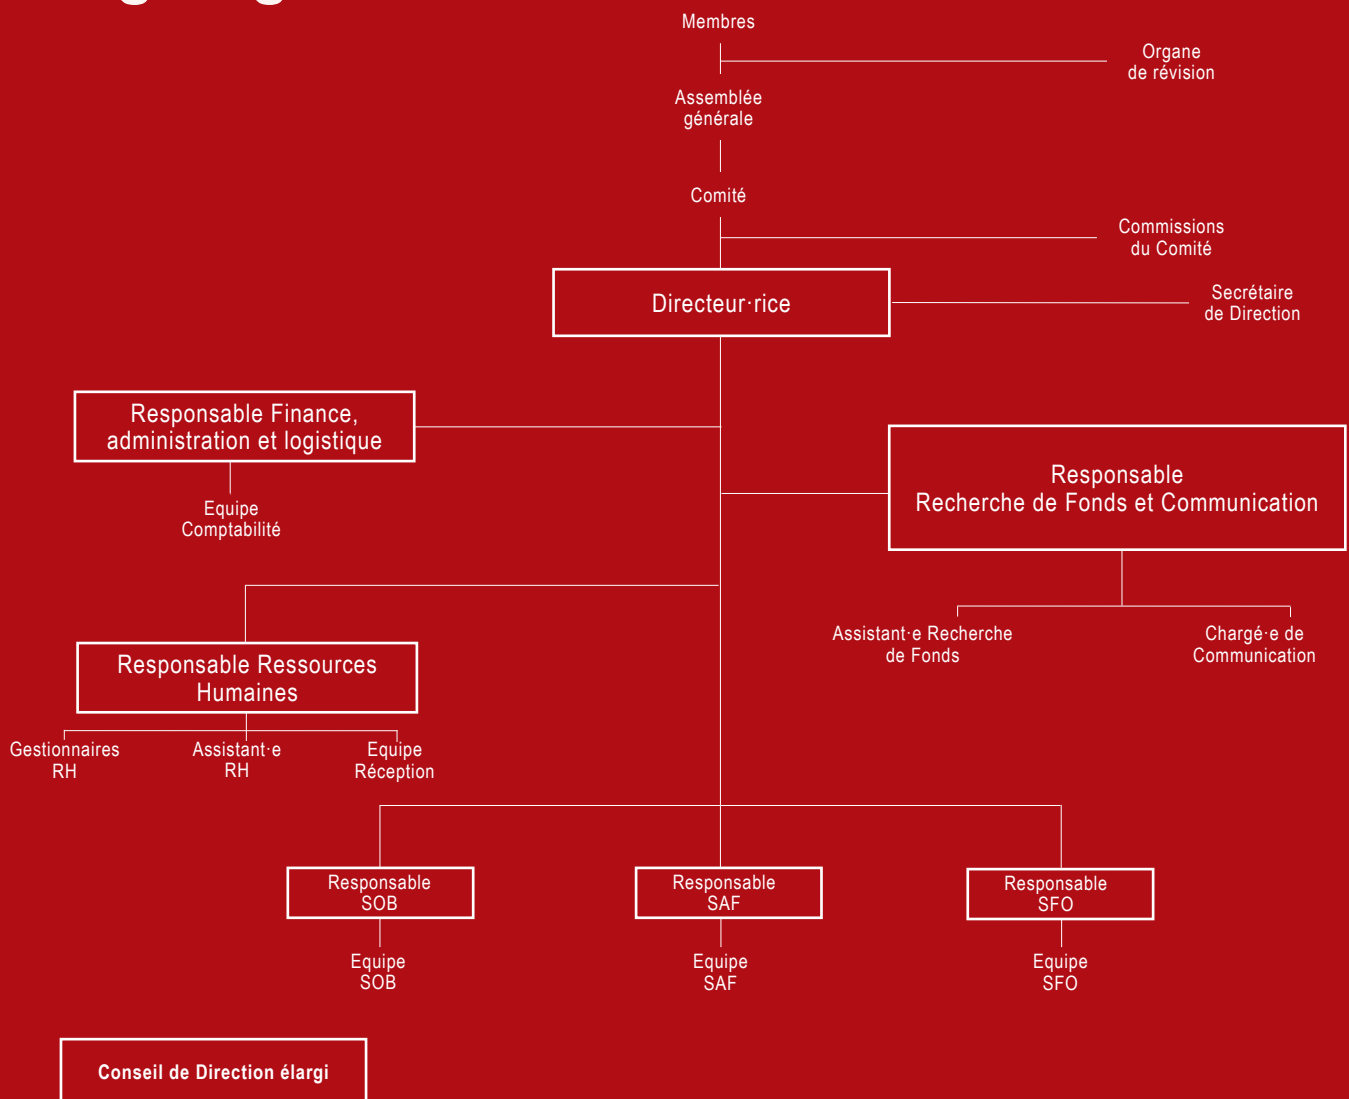 Membres
Organe
de révision
Assemblée
générale
Comité
Commissions
du Comité
Directeur·rice
Secrétaire
de Direction
Responsable Finance,
administration et logistique
Equipe
Comptabilité
Responsable
Recherche de Fonds et Communication
Assistant·e Recherche
de Fonds
Chargé·e de
Communication
Responsable Ressources
Humaines
Gestionnaires
RH
Assistant·e
RH
Equipe
Réception
Responsable
SOB
Responsable
SAF
Responsable
SFO
Equipe
SOB
Equipe
SAF
Equipe
SFO
Conseil de Direction élargi